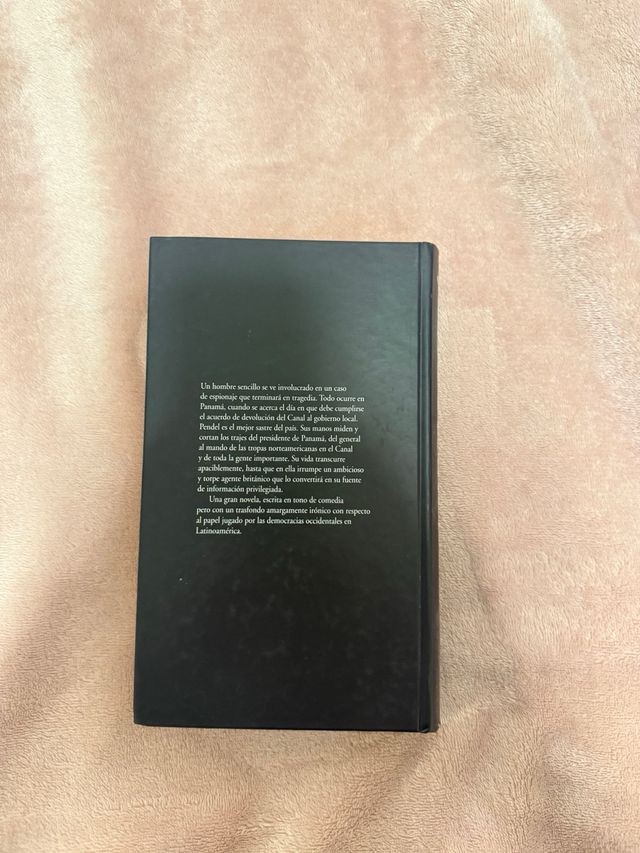 Un hombre sencillo se ve involucrado en un caso
de espionaje que terminará en tragedia. Todo ocurre en
Panamá, cuando se acerca el día en que debe cumplirse
el acuerdo de devolución del Canal al gobierno local.
Pendel es el mejor sastre del país. Sus manos miden y
cortan los trajes del presidente de Panamá, del general
al mando de las tropas norteamericanas en el Canal
y de toda la gente importante. Su vida transcurre
apaciblemente, hasta que en ella irrumpe un ambicioso
y torpe agente británico que lo convertirá en su fuente
de información privilegiada.
Una gran novela, escrita en tono de comedia
pero con un trasfondo amargamente irónico con respecto
al papel jugado por las democracias occidentales en
Latinoamérica.